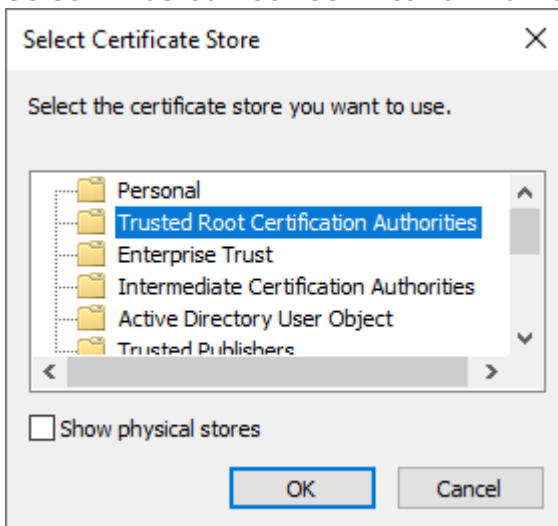 Select Certificate Store
Select the certificate store you want to use.
Personal
Trusted Root Certification Authorities
Enterprise Trust
Intermediate Certification Authorities
Active Directory User Object
Trusted Publishers
Show physical stores
OK
Cancel